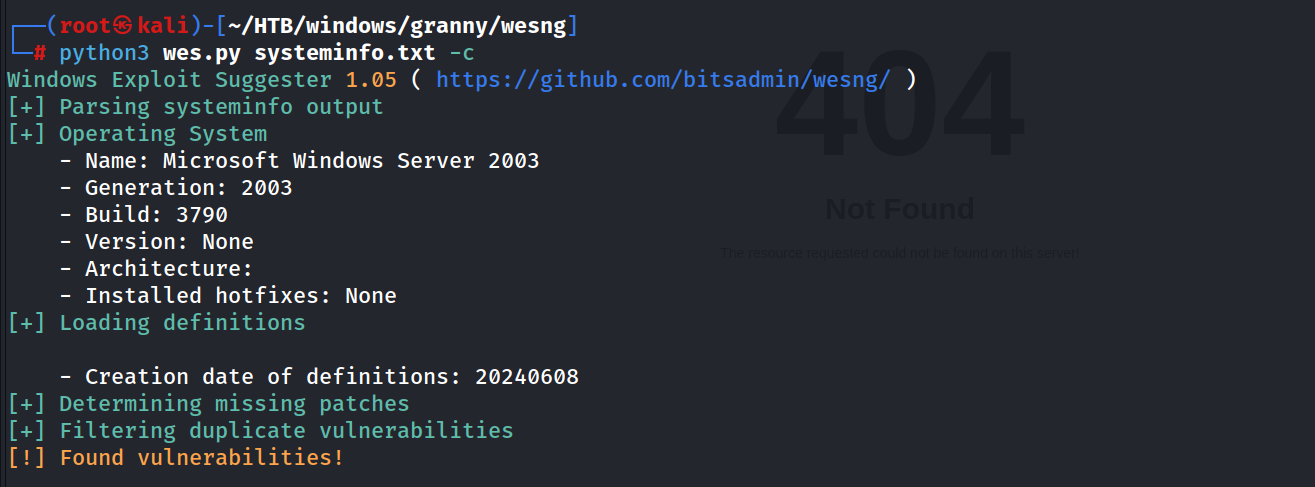 ┌──(root㉿kali)-[~/HTB/windows/granny/wesng]
└─# python3 wes.py systeminfo.txt -c
Windows Exploit Suggester 1.05 ( https://github.com/bitsadmin/wesng/ )
[+] Parsing systeminfo output
[+] Operating System
    - Name: Microsoft Windows Server 2003
    - Generation: 2003
    - Build: 3790
    - Version: None
    - Architecture:
    - Installed hotfixes: None
[+] Loading definitions
    - Creation date of definitions: 20240608
[+] Determining missing patches
[+] Filtering duplicate vulnerabilities
[!] Found vulnerabilities!
404
Not Found
The resource requested could not be found on this server!